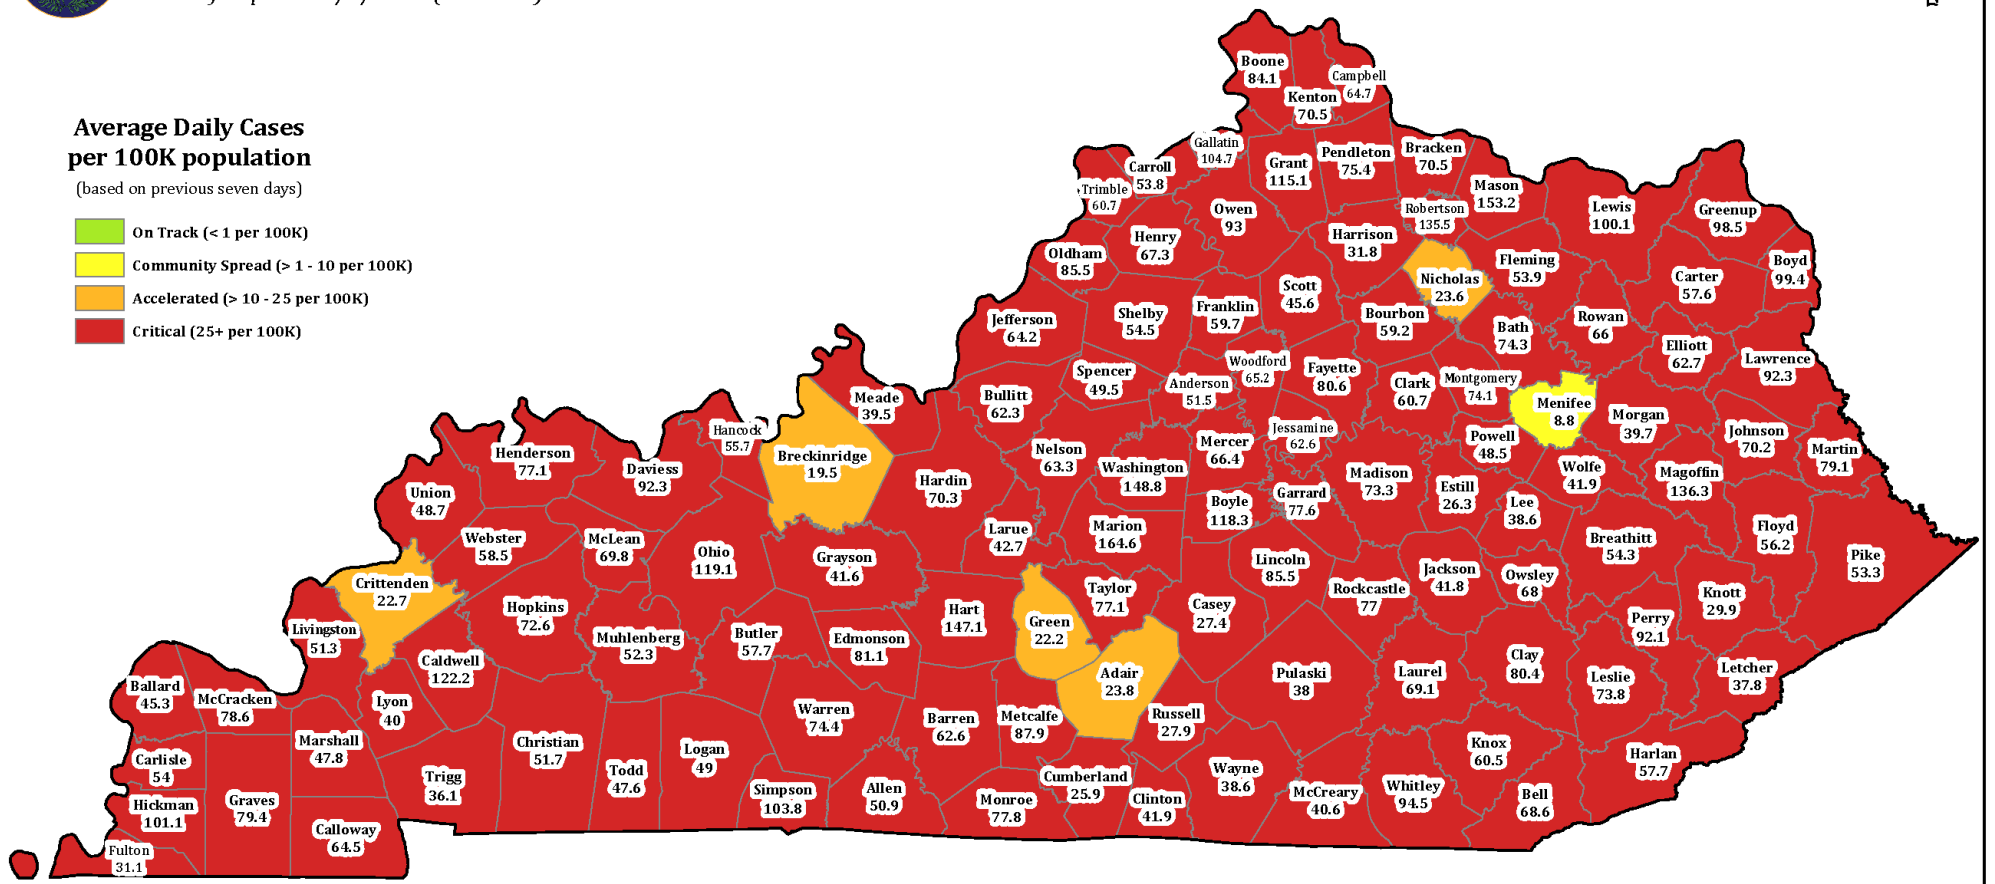 Average Daily Cases
per 100K population
(based on previous seven days)
On Track (< 1 per 100K)
Community Spread (> 1 - 10 per 100K)
Accelerated (> 10 - 25 per 100K)
Critical (25+ per 100K)
Boone
84.1
Campbell
64.7
Kenton
70.5
Gallatin
104.7
Carroll
53.8
Grant
115.1
Pendleton
75.4
Bracken
70.5
Trimble
60.7
Mason
153.2
Owen
93
Robertson
135.5
Lewis
100.1
Greenup
98.5
Henry
67.3
Harrison
31.8
Oldham
85.5
Nicholas
23.6
Fleming
53.9
Carter
57.6
Boyd
99.4
Scott
45.6
Jefferson
64.2
Shelby
54.5
Franklin
59.7
Bourbon
59.2
Bath
74.3
Rowan
66
Elliott
62.7
Lawrence
92.3
Woodford
65.2
Spencer
49.5
Anderson
51.5
Fayette
80.6
Clark
60.7
Montgomery
74.1
Meade
39.5
Bullitt
62.3
Menifee
8.8
Morgan
39.7
Hancock
55.7
Jessamine
62.6
Johnson
70.2
Henderson
77.1
Daviess
92.3
Breckinridge
19.5
Nelson
63.3
Washington
148.8
Mercer
66.4
Powell
48.5
Martin
79.1
Union
48.7
Hardin
70.3
Madison
73.3
Estill
26.3
Wolfe
41.9
Magoffin
136.3
Boyle
118.3
Garrard
77.6
Lee
38.6
Webster
58.5
McLean
69.8
Ohio
119.1
Grayson
41.6
Larue
42.7
Marion
164.6
Breathitt
54.3
Floyd
56.2
Pike
53.3
Crittenden
22.7
Lincoln
85.5
Rockcastle
77
Jackson
41.8
Owsley
68
Knott
29.9
Hopkins
72.6
Hart
147.1
Green
22.2
Taylor
77.1
Casey
27.4
Perry
92.1
Livingston
51.3
Muhlenberg
52.3
Butler
57.7
Edmonson
81.1
Caldwell
122.2
Adair
23.8
Pulaski
38
Laurel
69.1
Clay
80.4
Leslie
73.8
Letcher
37.8
Ballard
45.3
McCracken
78.6
Lyon
40
Warren
74.4
Barren
62.6
Metcalfe
87.9
Russell
27.9
Marshall
47.8
Christian
51.7
Logan
49
Knox
60.5
Harlan
57.7
Carlisle
54
Trigg
36.1
Todd
47.6
Simpson
103.8
Allen
50.9
Monroe
77.8
Cumberland
25.9
Clinton
41.9
Wayne
38.6
McCreary
40.6
Whitley
94.5
Bell
68.6
Hickman
101.1
Graves
79.4
Calloway
64.5
Fulton
31.1